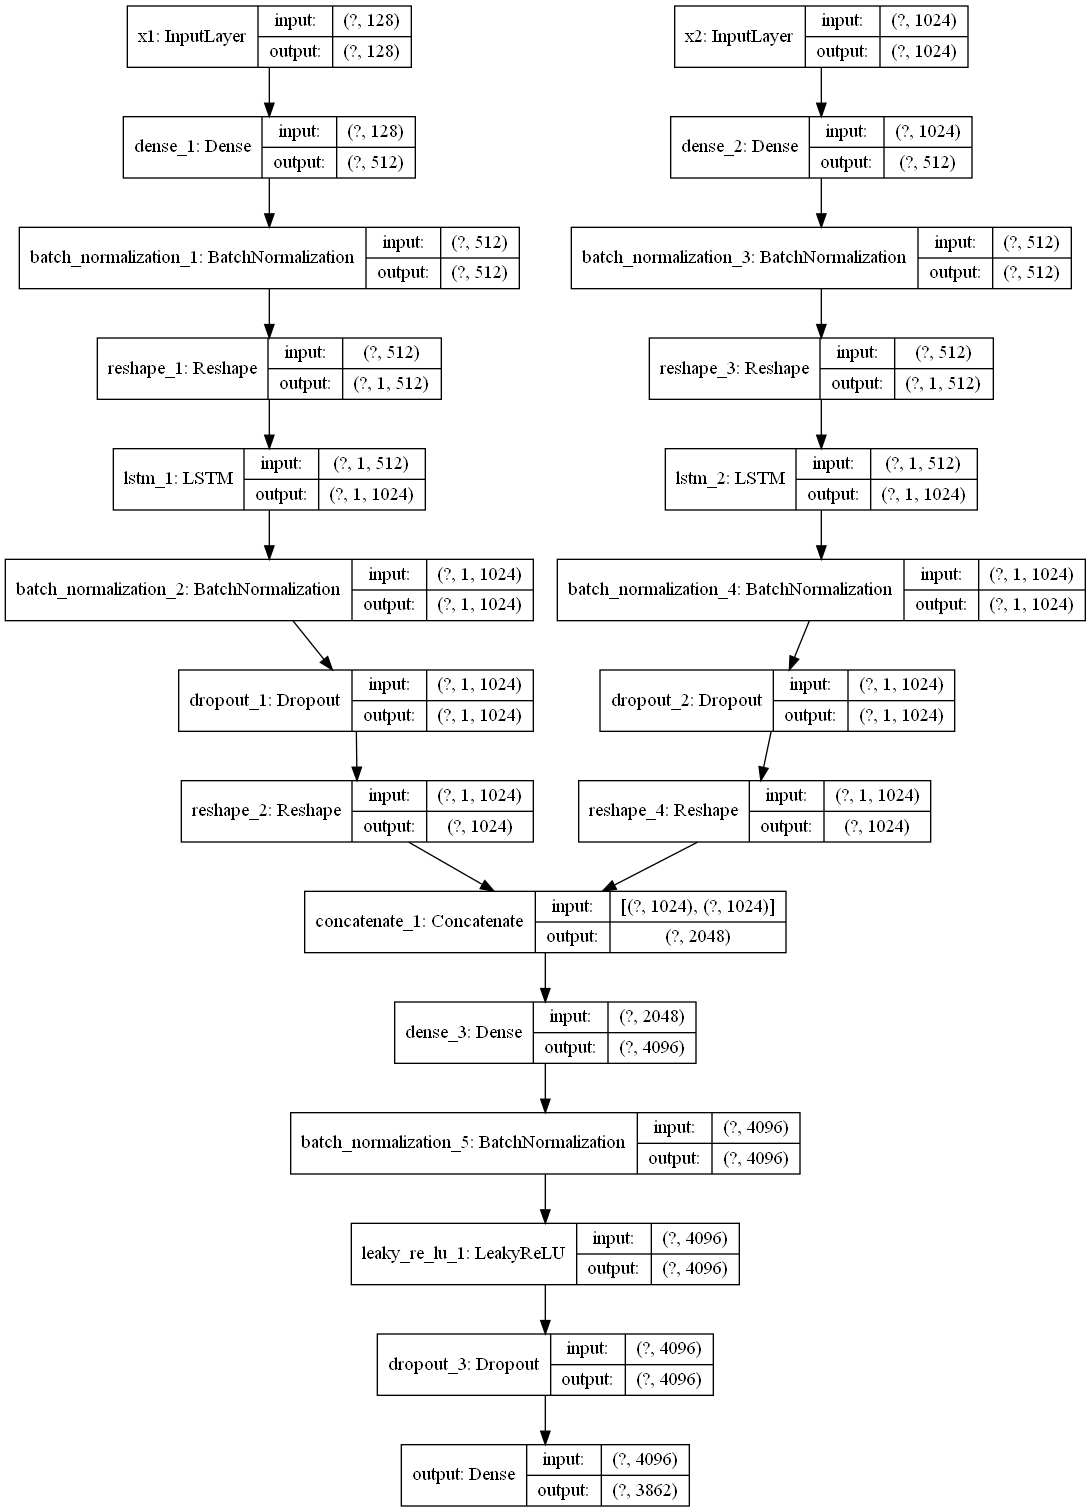 x1: InputLayer
input: (?, 128)
output: (?, 128)
x2: InputLayer
input: (?, 1024)
output: (?, 1024)
dense_1: Dense
input: (?, 128)
output: (?, 512)
dense_2: Dense
input: (?, 1024)
output: (?, 512)
batch_normalization_1: BatchNormalization
input: (?, 512)
output: (?, 512)
batch_normalization_3: BatchNormalization
input: (?, 512)
output: (?, 512)
reshape_1: Reshape
input: (?, 512)
output: (?, 1, 512)
reshape_3: Reshape
input: (?, 512)
output: (?, 1, 512)
lstm_1: LSTM
input: (?, 1, 512)
output: (?, 1, 1024)
lstm_2: LSTM
input: (?, 1, 512)
output: (?, 1, 1024)
batch_normalization_2: BatchNormalization
input: (?, 1, 1024)
output: (?, 1, 1024)
batch_normalization_4: BatchNormalization
input: (?, 1, 1024)
output: (?, 1, 1024)
dropout_1: Dropout
input: (?, 1, 1024)
output: (?, 1, 1024)
dropout_2: Dropout
input: (?, 1, 1024)
output: (?, 1, 1024)
reshape_2: Reshape
input: (?, 1, 1024)
output: (?, 1024)
reshape_4: Reshape
input: (?, 1, 1024)
output: (?, 1024)
concatenate_1: Concatenate
input: [(?, 1024), (?, 1024)]
output: (?, 2048)
dense_3: Dense
input: (?, 2048)
output: (?, 4096)
batch_normalization_5: BatchNormalization
input: (?, 4096)
output: (?, 4096)
leaky_re_lu_1: LeakyReLU
input: (?, 4096)
output: (?, 4096)
dropout_3: Dropout
input: (?, 4096)
output: (?, 4096)
output: Dense
input: (?, 4096)
output: (?, 3862)